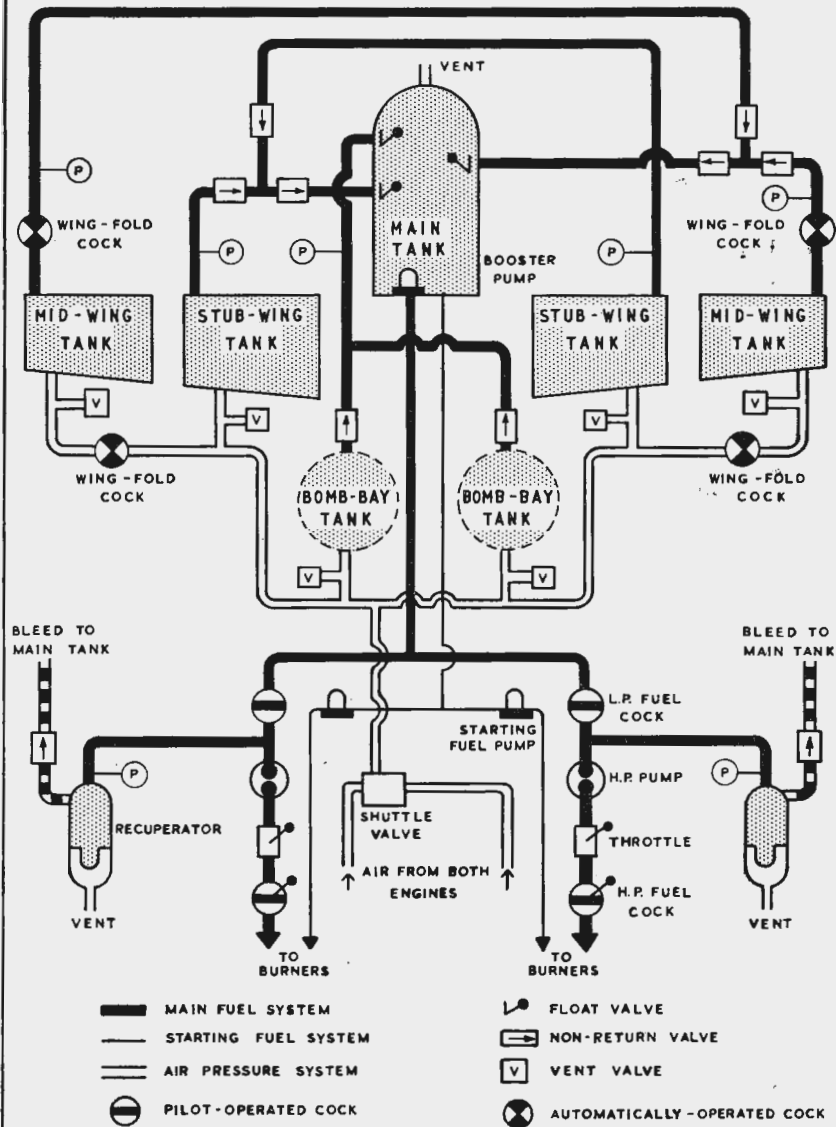 VENT
P
P
WING-FOLD
COCK
P
P
P
WING-FOLD
COCK
MAIN
TANK
BOOSTER
PUMP
MID-WING
TANK
STUB-WING
TANK
STUB-WING
TANK
MID-WING
TANK
V
V
V
V
WING-FOLD
COCK
WING-FOLD
COCK
BOMB-BAY
TANK
BOMB-BAY
TANK
V
V
BLEED TO
MAIN TANK
BLEED TO
MAIN TANK
L.P. FUEL
COCK
STARTING
FUEL PUMP
P
P
H.P. PUMP
RECUPERATOR
SHUTTLE
VALVE
THROTTLE
AIR FROM BOTH
ENGINES
H.P. FUEL
COCK
VENT
VENT
TO
BURNERS
TO
BURNERS
MAIN FUEL SYSTEM
STARTING FUEL SYSTEM
AIR PRESSURE SYSTEM
PILOT-OPERATED COCK
FLOAT VALVE
NON-RETURN VALVE
V VENT VALVE
AUTOMATICALLY-OPERATED COCK